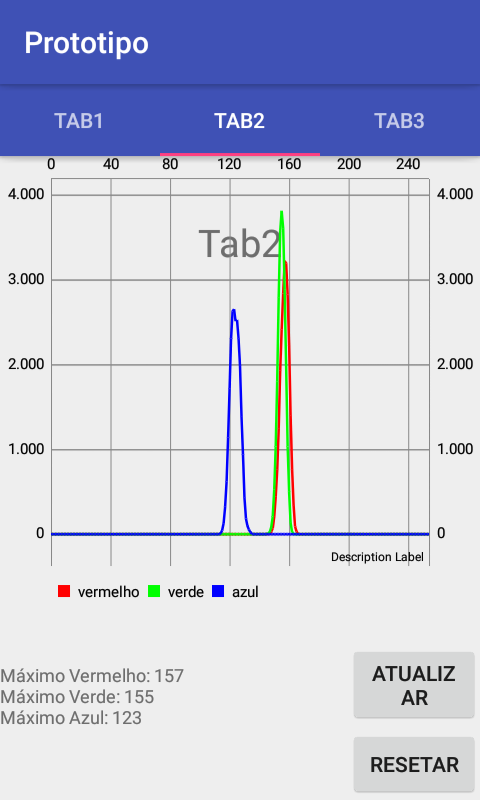 Prototipo
TAB1 TAB2 TAB3
0 40 80 120 160 200 240
4.000 4.000
Tab2
3.000 3.000
2.000 2.000
1.000 1.000
0 0
Description Label
vermelho verde azul
Máximo Vermelho: 157
Máximo Verde: 155
Máximo Azul: 123
ATUALIZ
AR
RESETAR